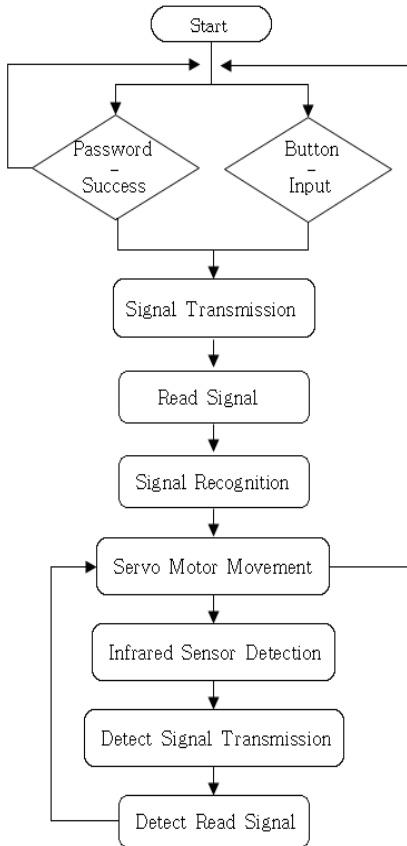 Start
Password
-
Success
Button
-
Input
Signal Transmission
Read Signal
Signal Recognition
Servo Motor Movement
Infrared Sensor Detection
Detect Signal Transmission
Detect Read Signal